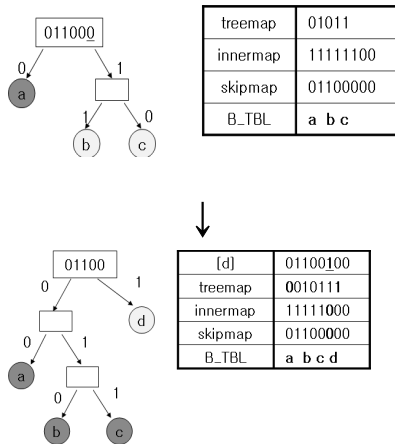 011000
0
1
a
1
0
b
c
treemap 01011
innermap 11111100
skipmap 01100000
B_TBL a b c
01100
0
1
d
0
1
a
0
1
b
c
[d] 01100100
treemap 0010111
innermap 11111000
skipmap 01100000
B_TBL a b c d